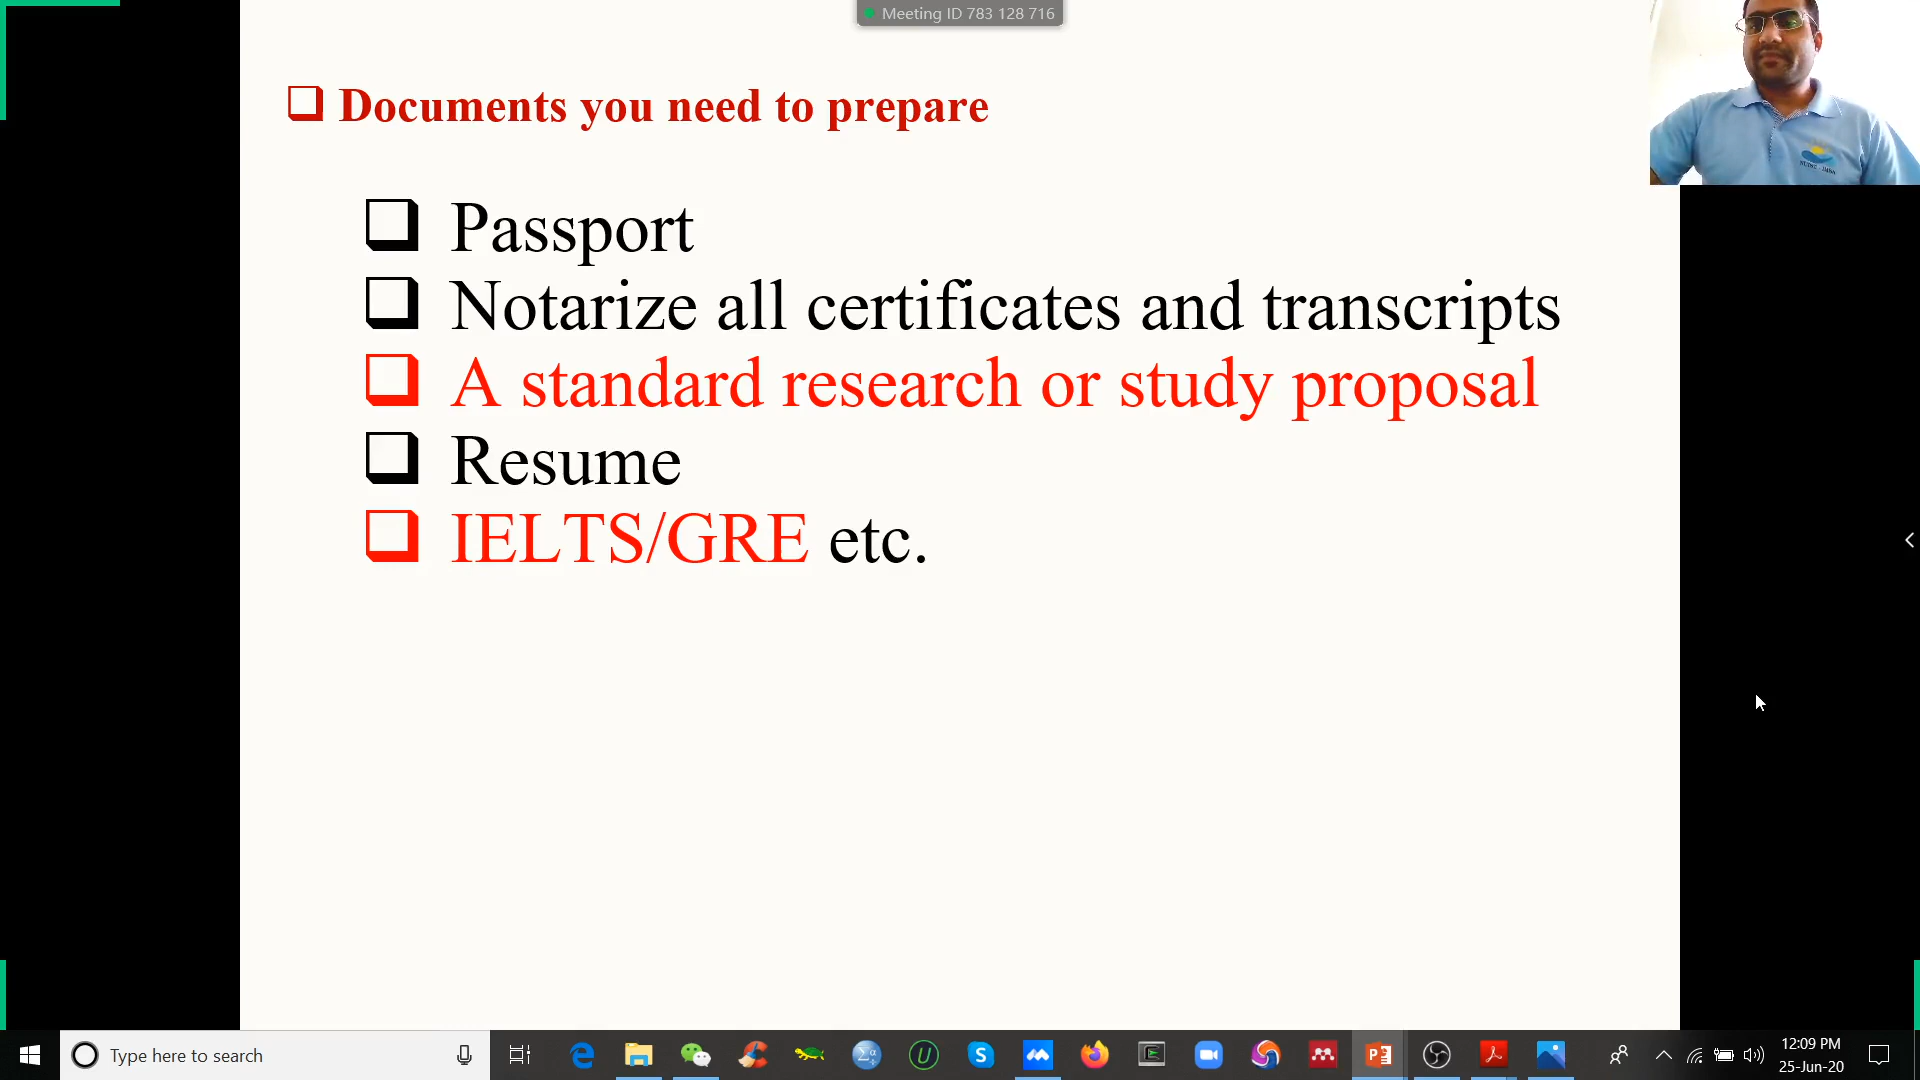 Meeting ID 783 128 716
Documents you need to prepare
Passport
Notarize all certificates and transcripts
A standard research or study proposal
Resume
IELTS/GRE etc.
Type here to search
12:09 PM
25-Jun-20